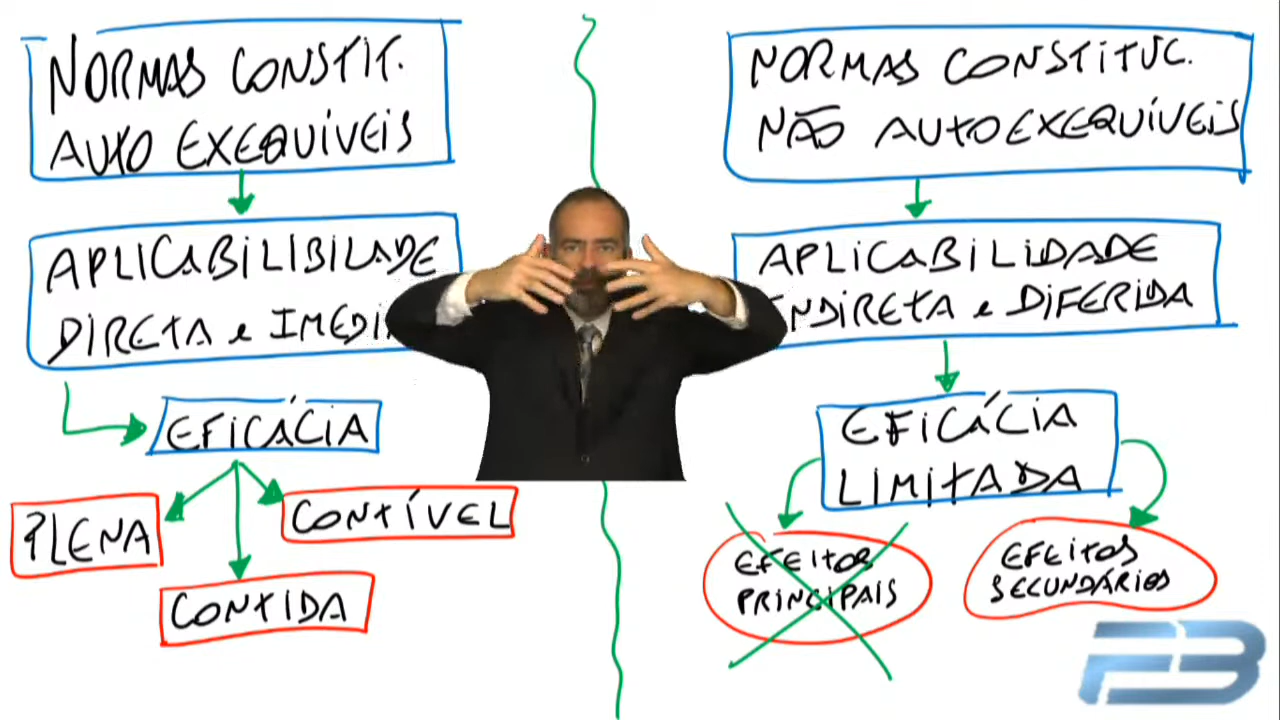 NORMAS CONSTIT.
AUTO EXEQUÍVEIS
APLICABILIBILADE
DIRETA e IMEDI
EFICÁCIA
PLENA
CONTÍVEL
CONTIDA
NORMAS CONSTITUC.
NÃO AUTOEXEQUÍVEIS
APLICABILIDADE
INDIRETA e DIFERIDA
EFICÁCIA
LIMITADA
EFEITOS
PRINCIPAIS
EFEITOS
SECUNDÁRIOS
PB